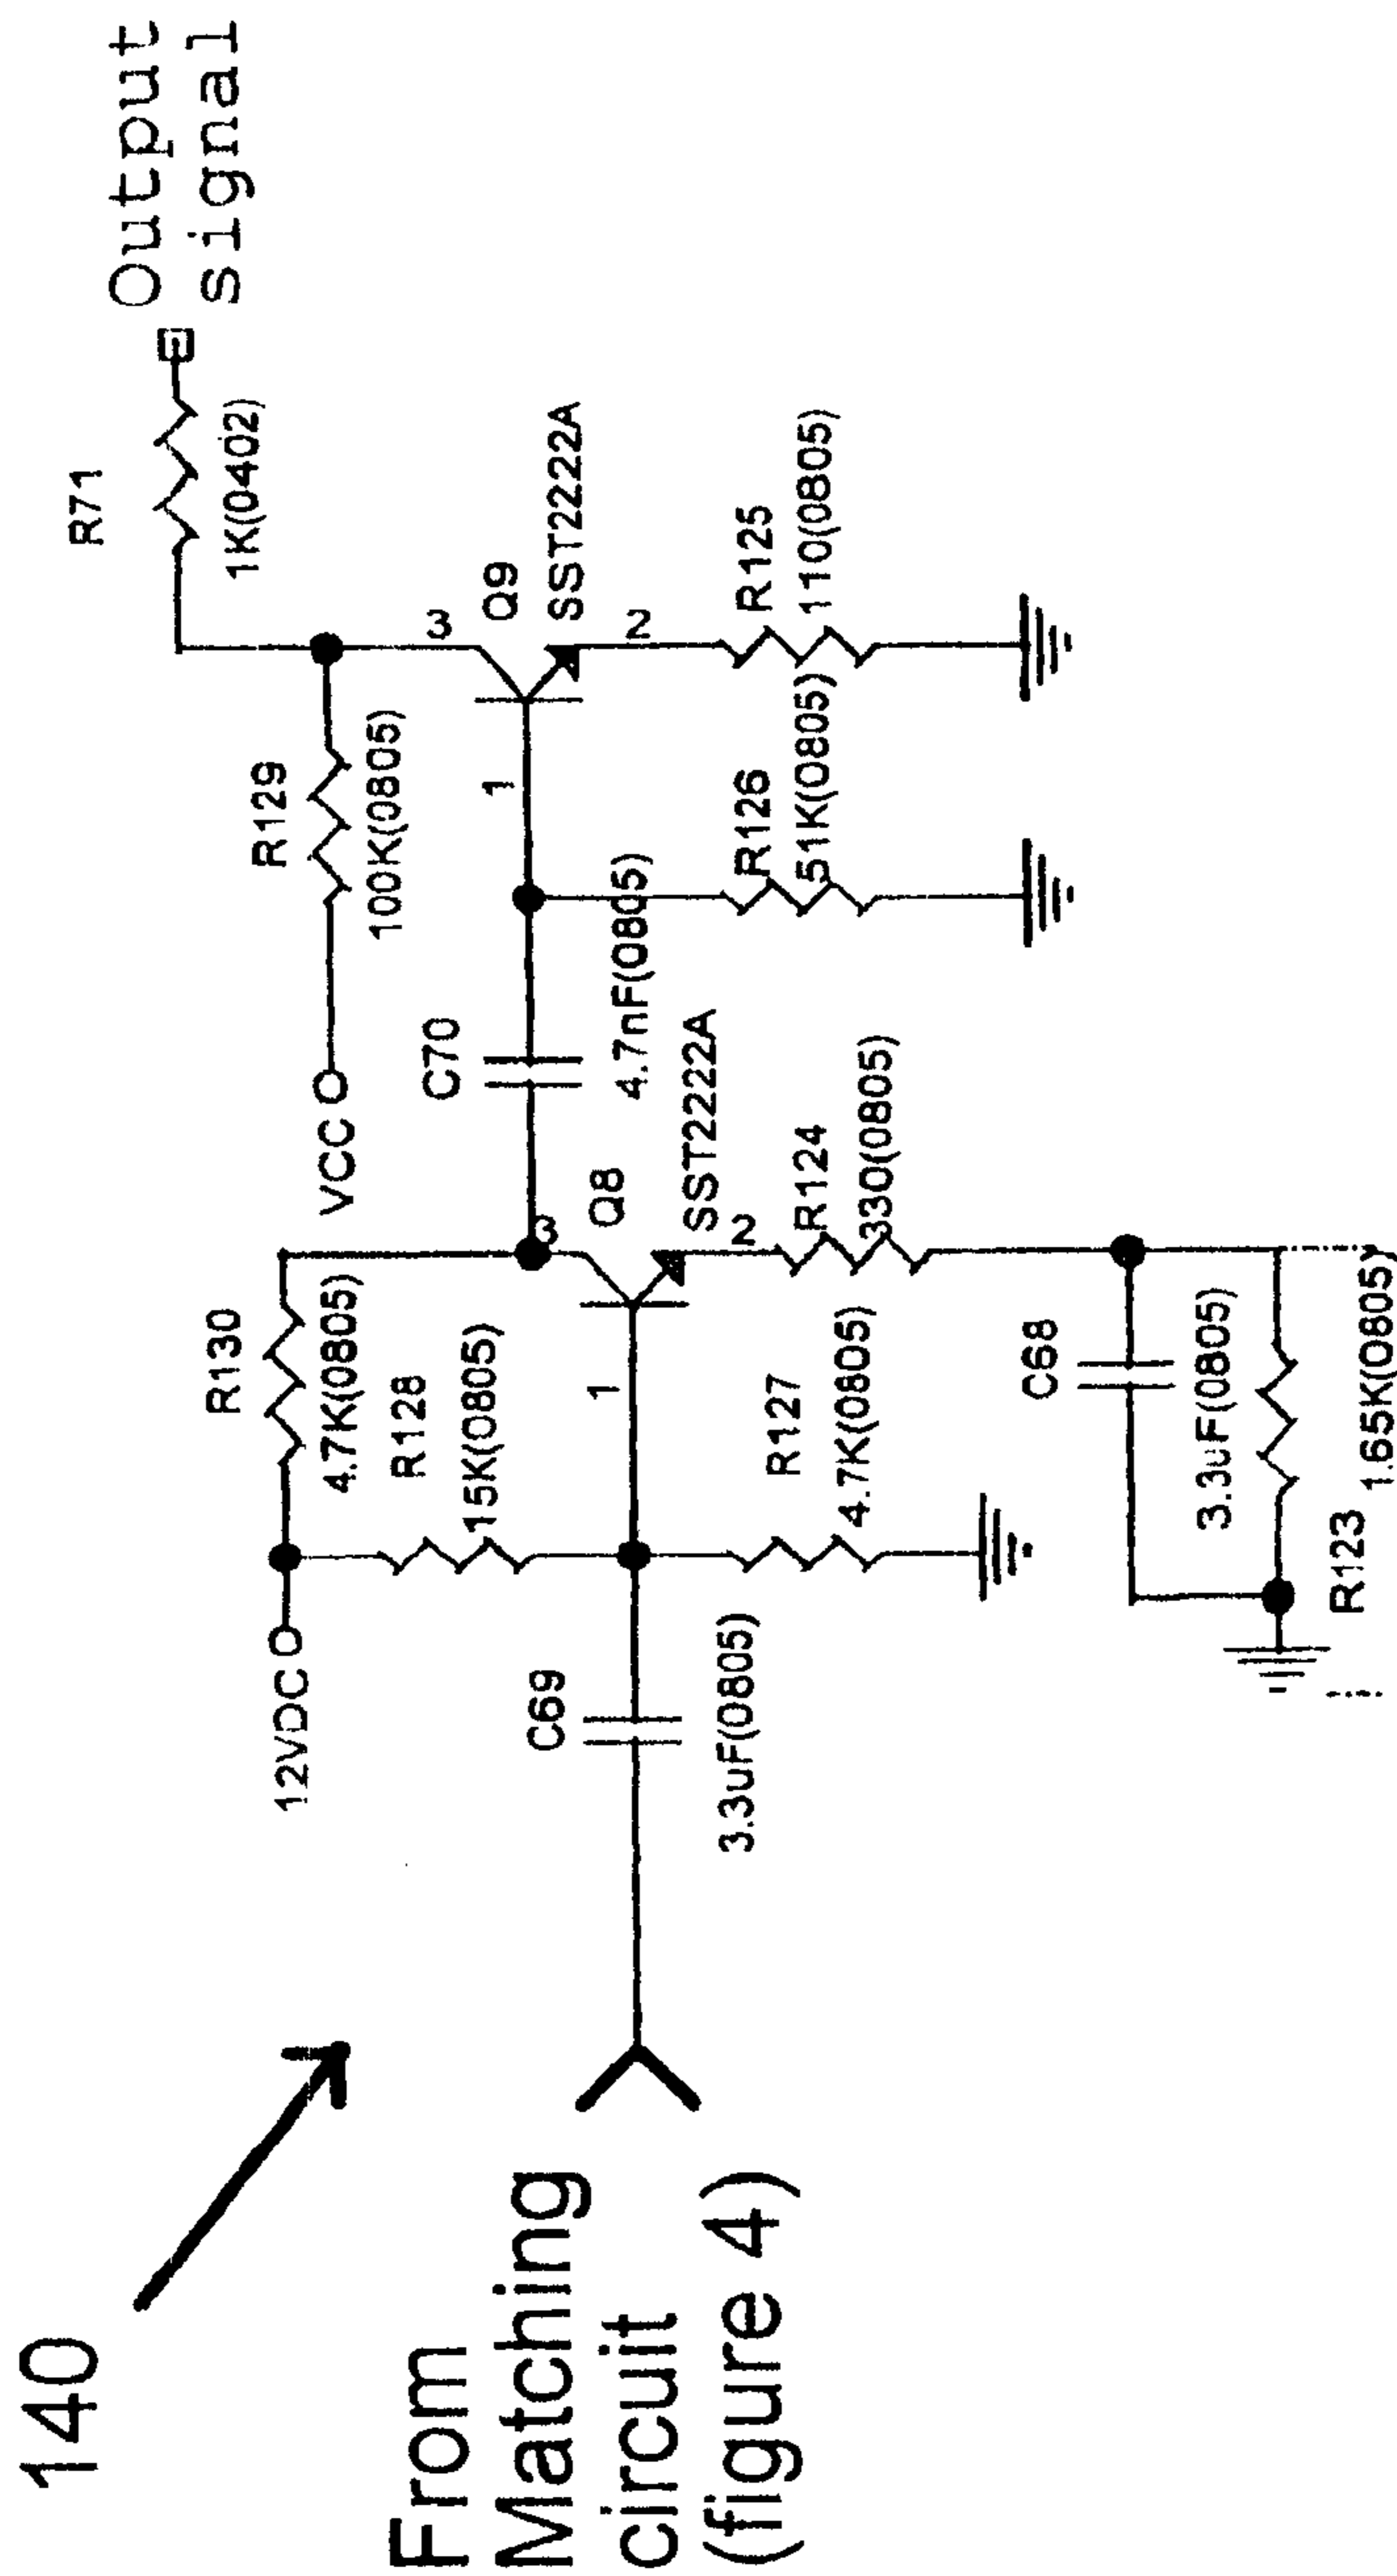 140
From
Matching
circuit
(figure 4)
12VDC
R130
4.7K(0805)
R128
15K(0805)
C69
3.3uF(0805)
1
R127
4.7K(0805)
3
Q8
SST2222A
2
R124
330(0805)
C68
3.3uF(0805)
R123
165K(0805)
VCC
R129
100K(0805)
C70
4.7nF(0805)
1
R126
51K(0805)
3
Q9
SST2222A
2
R125
110(0805)
R71
1K(0402)
Output
signal